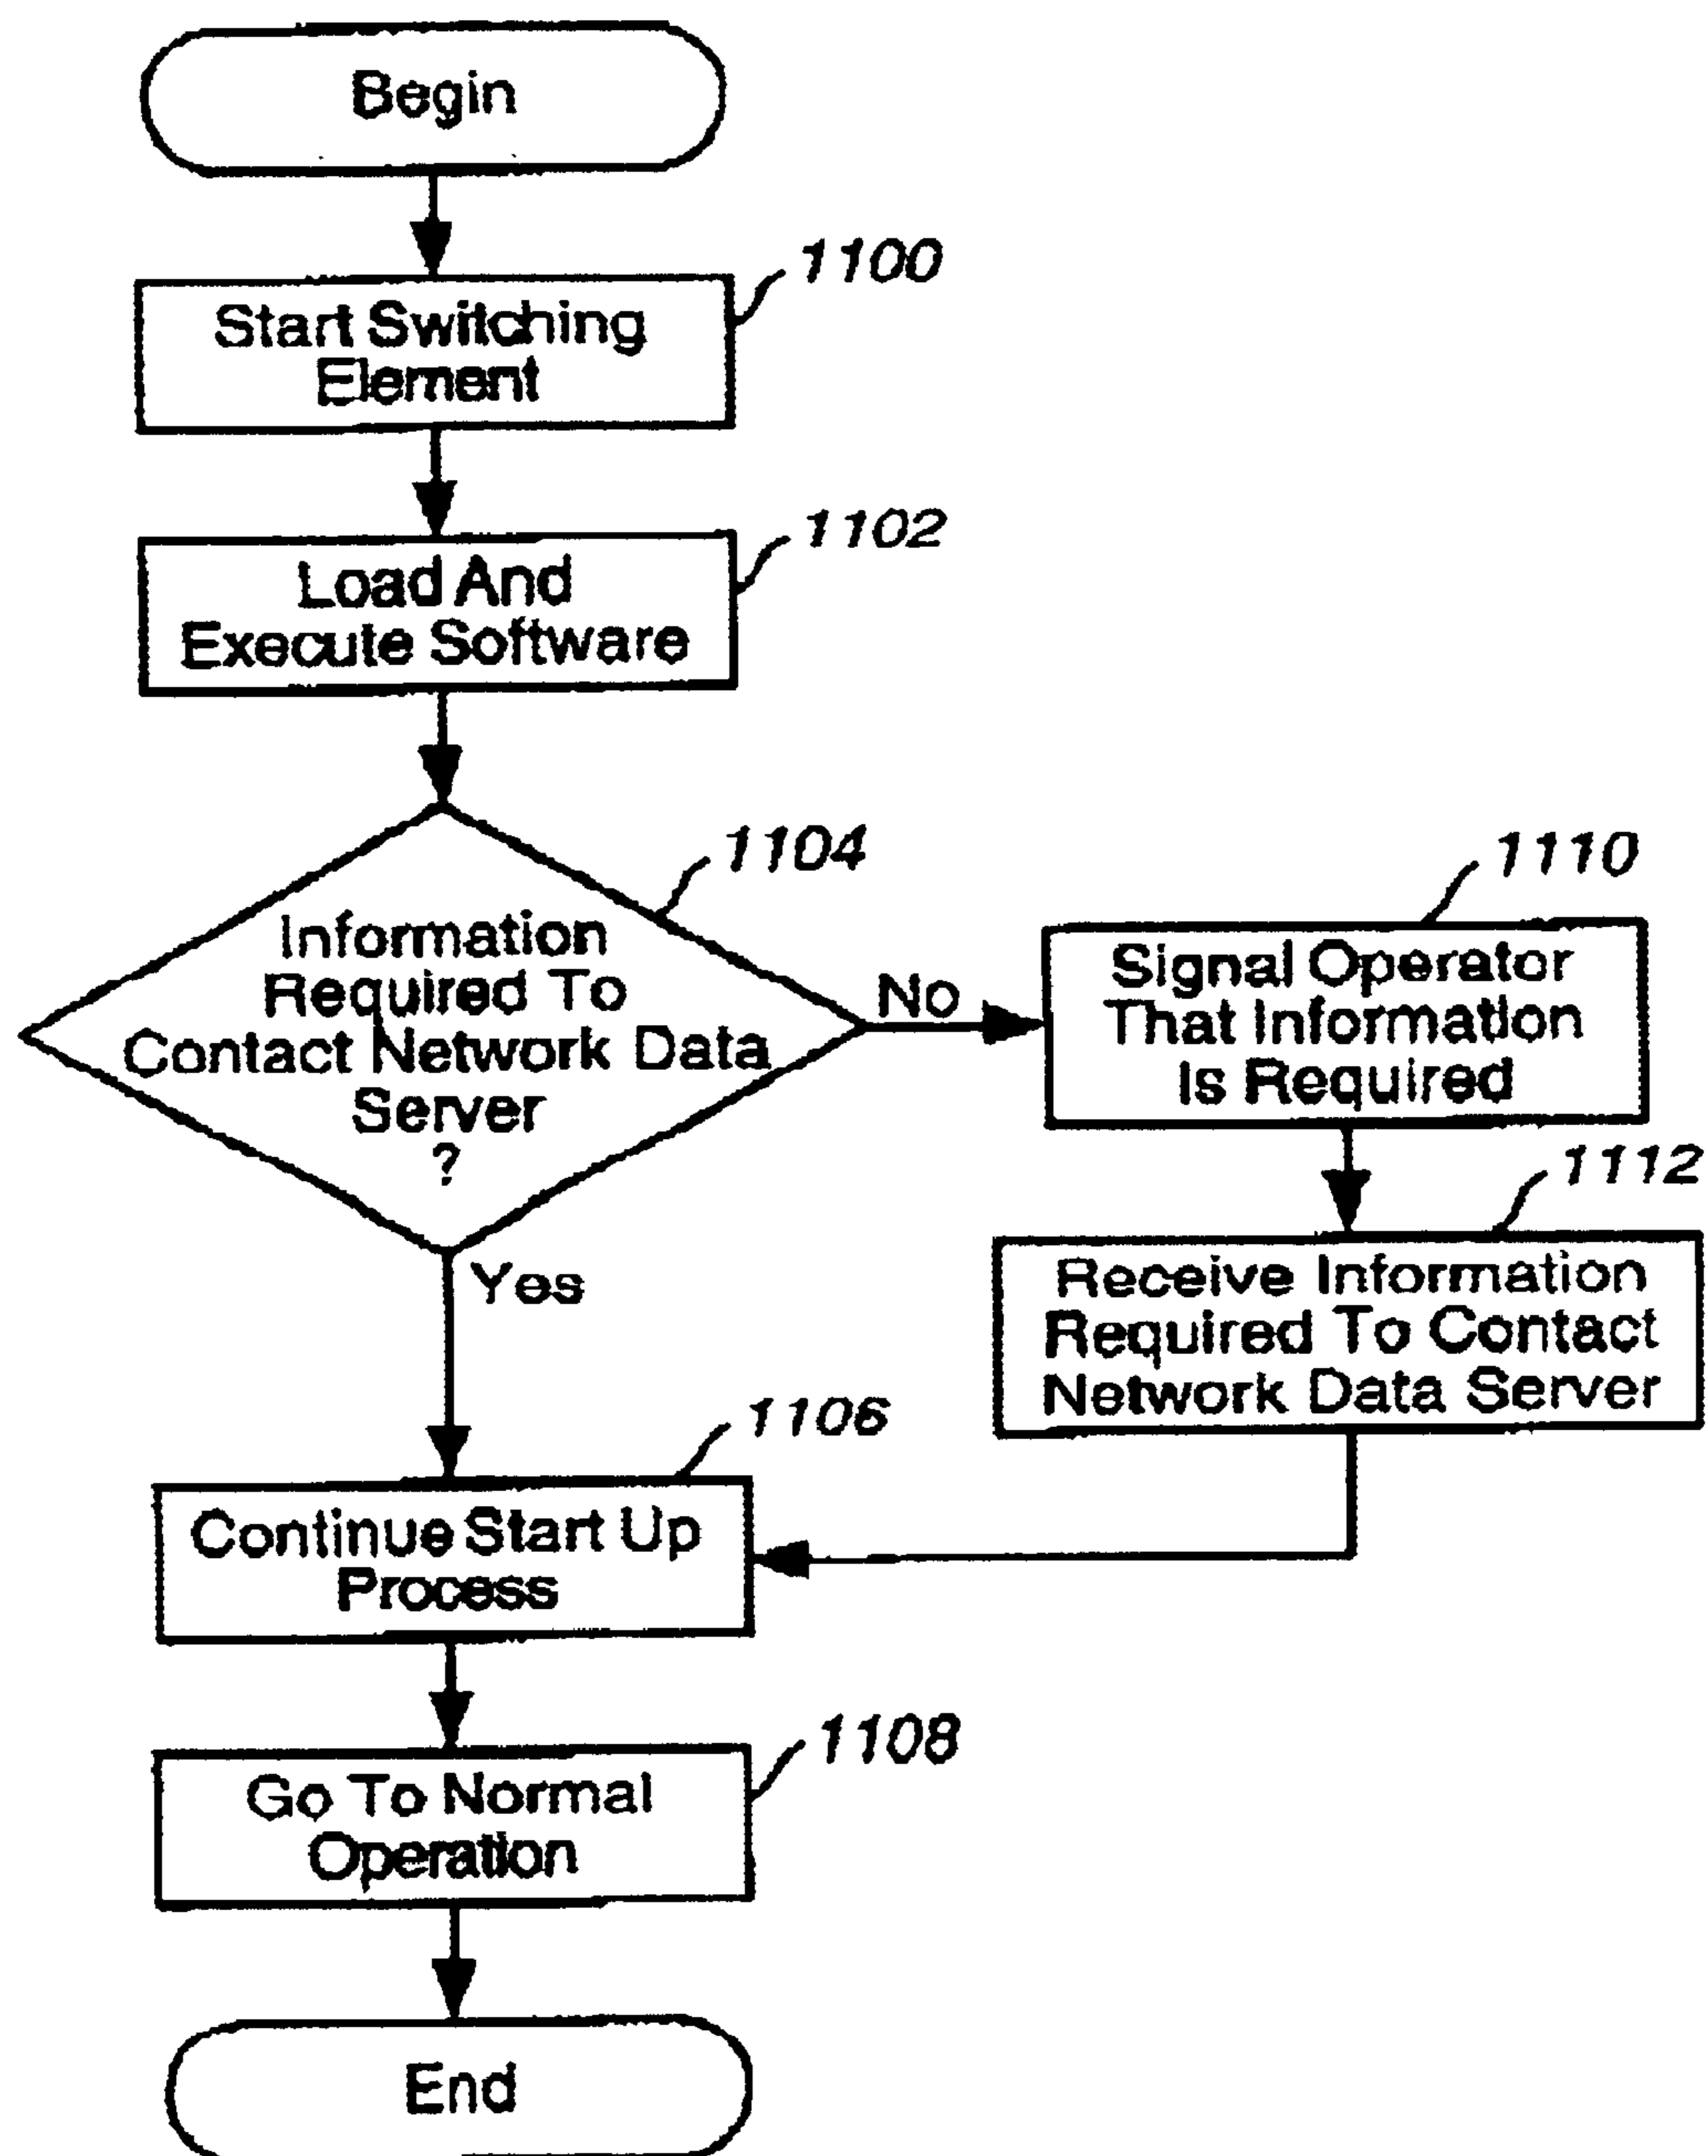 Begin
1100
Start Switching
Element
1102
Load And
Execute Software
1104
Information
Required To
Contact Network Data
Server
?
No
1110
Signal Operator
That Information
Is Required
1112
Receive Information
Required To Contact
Network Data Server
Yes
1106
Continue Start Up
Process
1108
Go To Normal
Operation
End